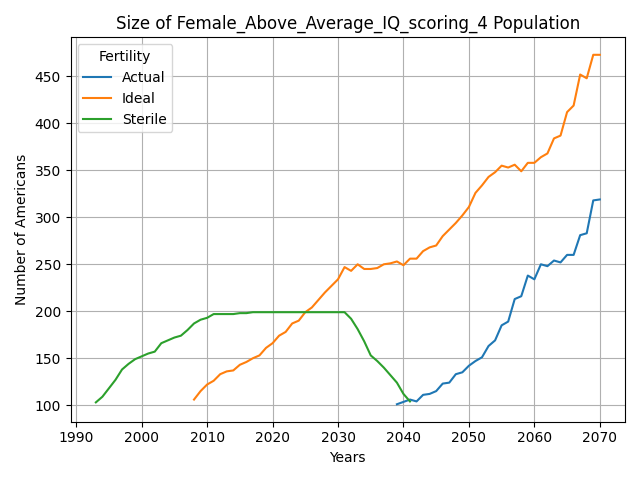 Size of Female_Above_Average_IQ_scoring_4 Population
Fertility
Actual
Ideal
Sterile
Number of Americans
450
400
350
300
250
200
150
100
1990 2000 2010 2020 2030 2040 2050 2060 2070
Years